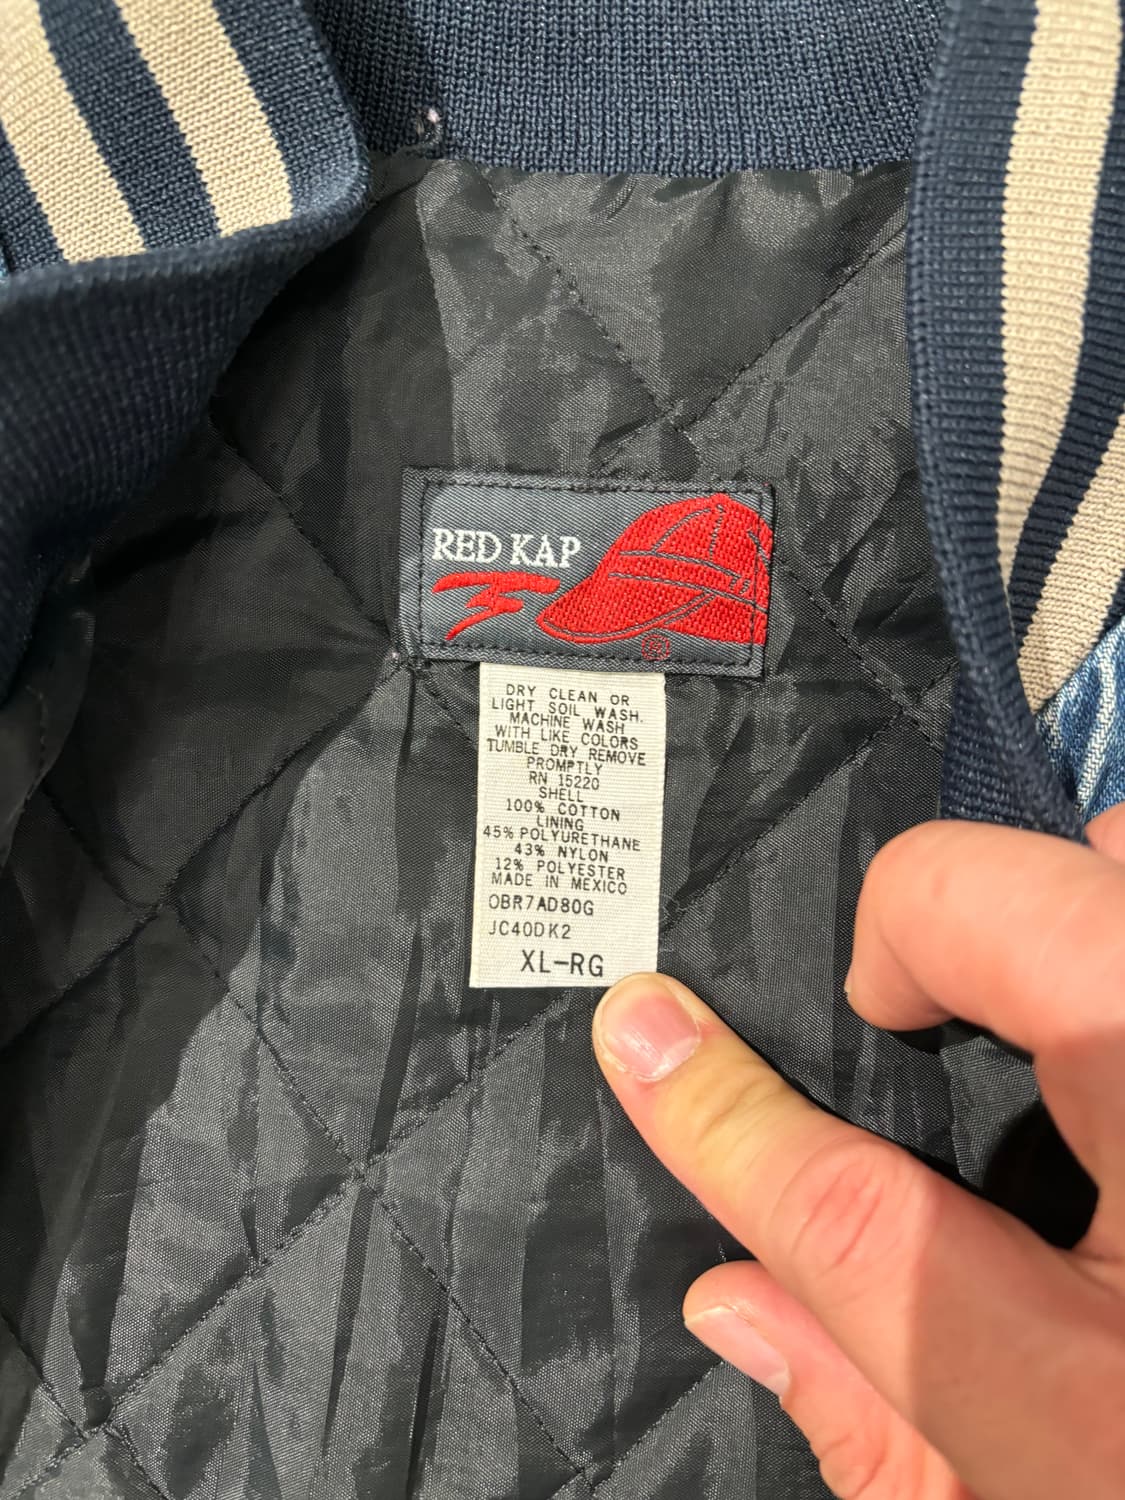 RED KAP
DRY CLEAN OR
LIGHT SOIL WASH.
MACHINE WASH
WITH LIKE COLORS
TUMBLE DRY REMOVE
PROMPTLY
RN 15220
SHELL
100% COTTON
LINING
45% POLYURETHANE
43% NYLON
12% POLYESTER
MADE IN MEXICO
OBR7AD80G
JC40DK2
XL-RG